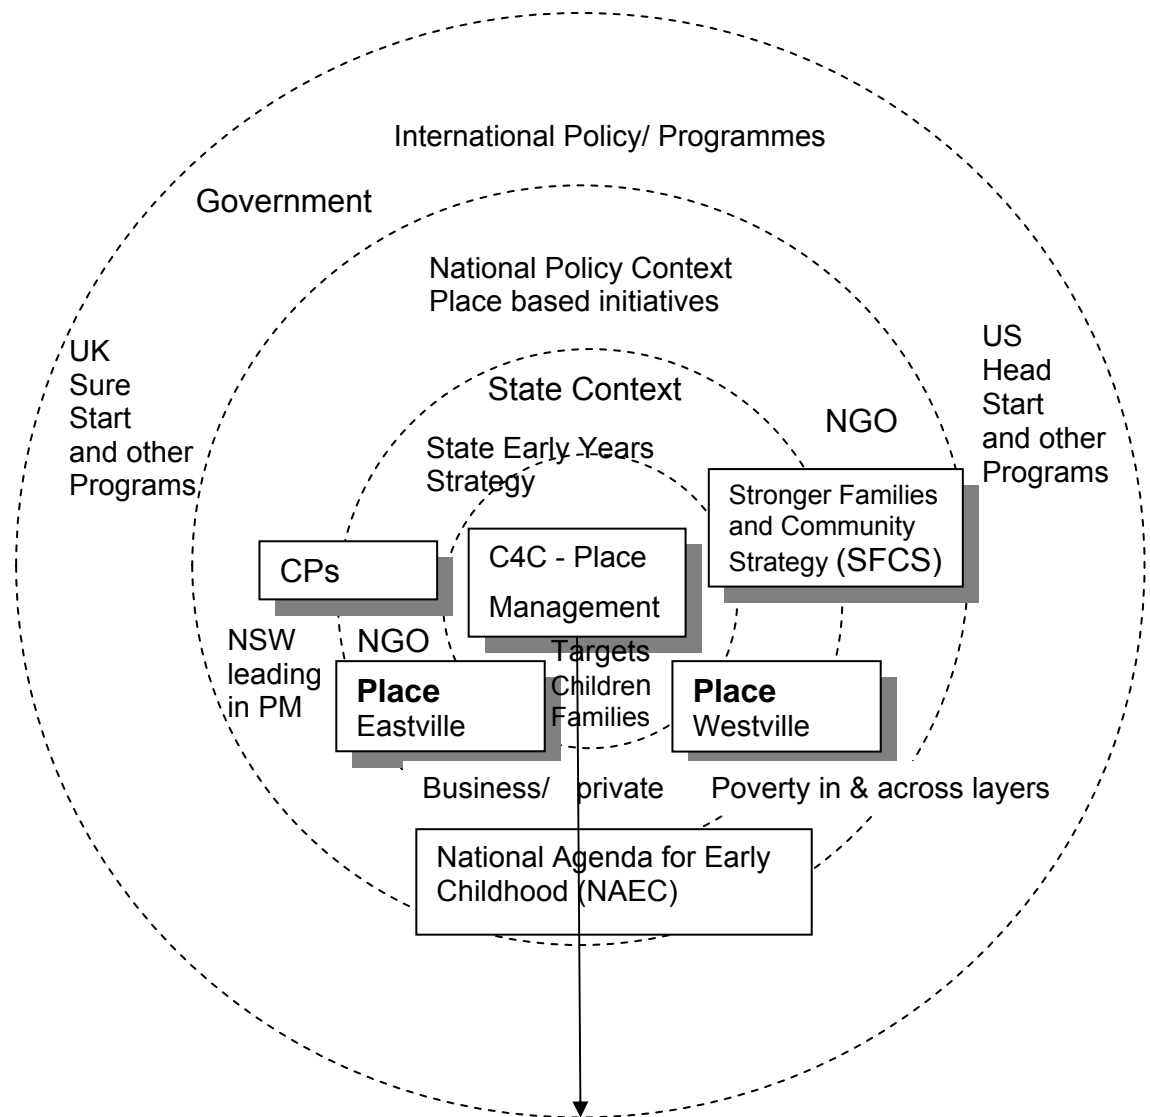 International Policy/ Programmes
Government
National Policy Context
Place based initiatives
UK
Sure
Start
and other
Programs
US
Head
Start
and other
Programs
State Context
NGO
State Early Years
Strategy
Stronger Families
and Community
Strategy (SFCS)
CPs
C4C - Place
Management
NSW
leading
in PM
NGO
Targets
Children
Families
Place
Eastville
Place
Westville
Business/ private
Poverty in & across layers
National Agenda for Early
Childhood (NAEC)